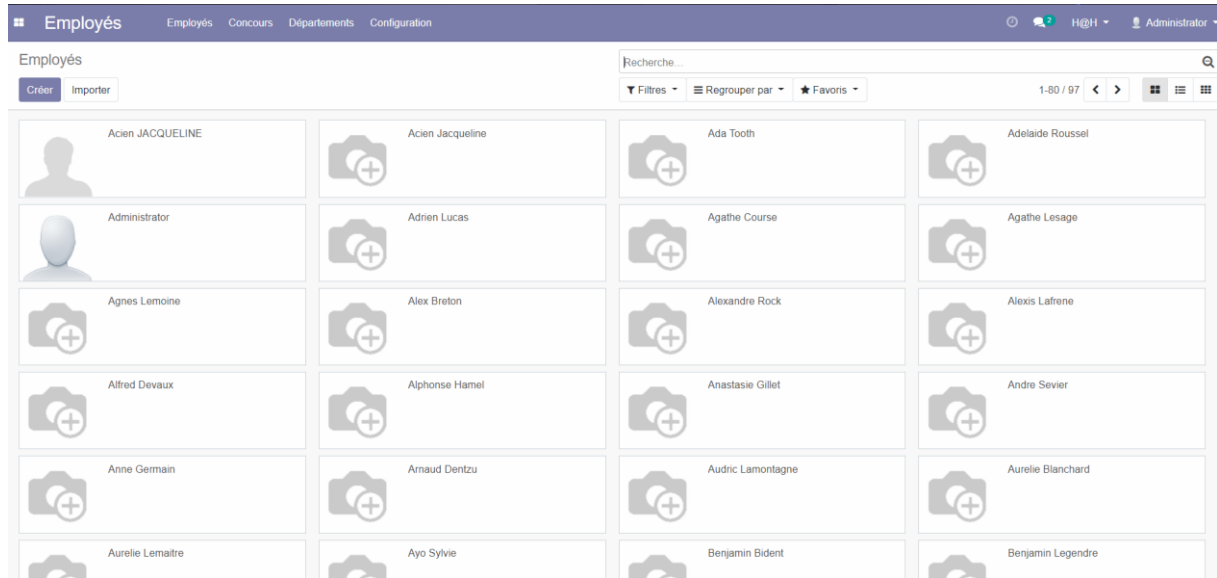 Employés Employés Concours Départements Configuration 2 H@H Administrator
Employés
Recherche...
Créer Importer Filtres Regrouper par Favoris 1-80 / 97
Acien JACQUELINE Acien Jacqueline Ada Tooth Adelaide Roussel
Administrator Adrien Lucas Agathe Course Agathe Lesage
Agnes Lemoine Alex Breton Alexandre Rock Alexis Lafrene
Alfred Devaux Alphonse Hamel Anastasie Gillet Andre Sevier
Anne Germain Arnaud Dentzu Audric Lamontagne Aurelie Blanchard
Aurelie Lemaitre Ayo Sylvie Benjamin Bident Benjamin Legendre